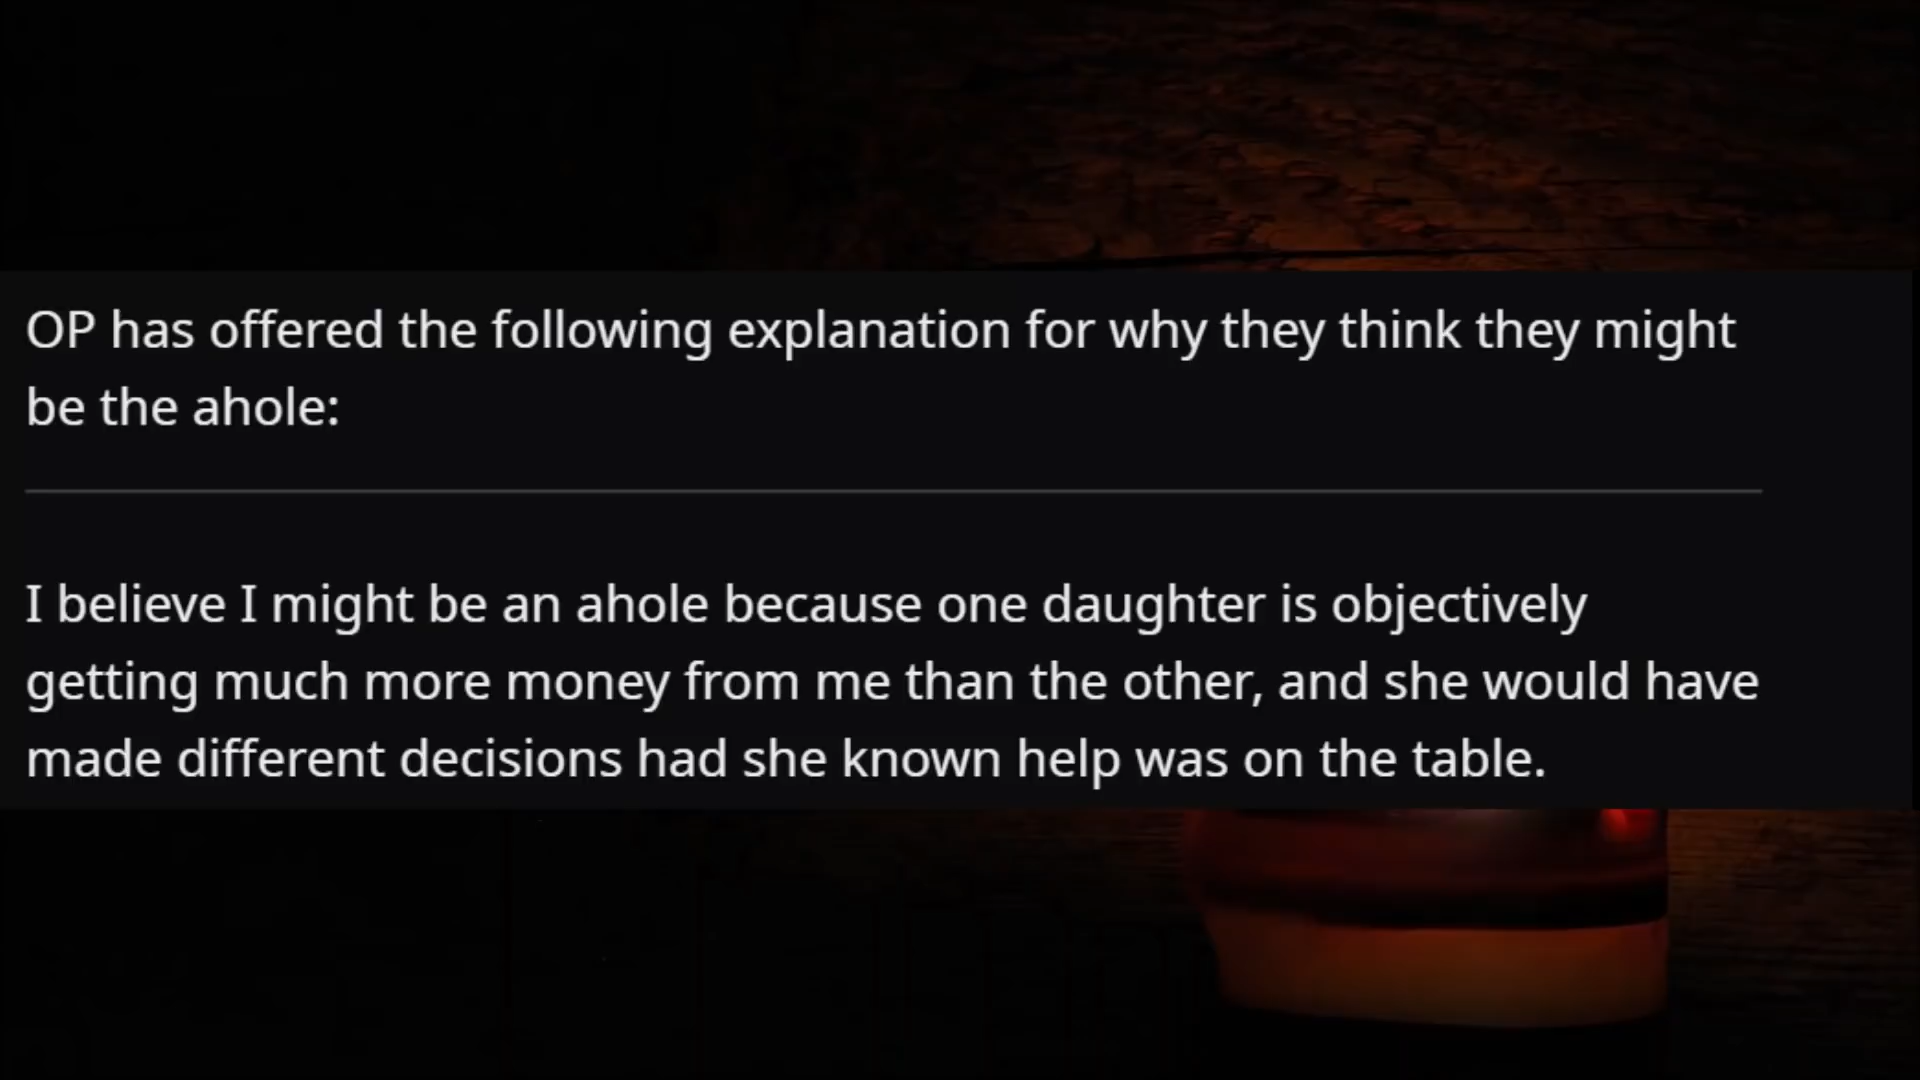 OP has offered the following explanation for why they think they might
be the ahole:
I believe I might be an ahole because one daughter is objectively
getting much more money from me than the other, and she would have
made different decisions had she known help was on the table.